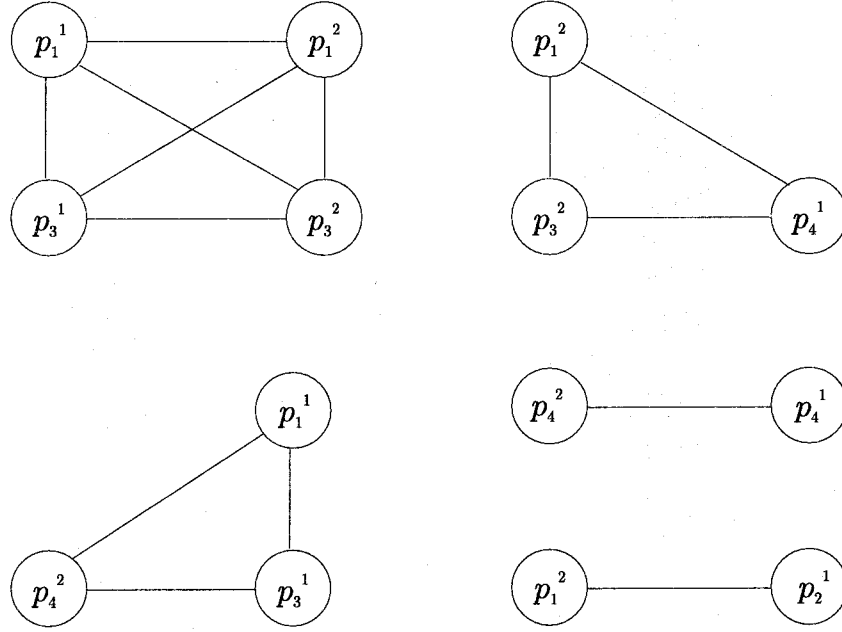 p₁¹ p₁² p₁²
p₃¹ p₃² p₃² p₄¹
p₁¹ p₄² p₄¹
p₄² p₃¹ p₁² p₂¹